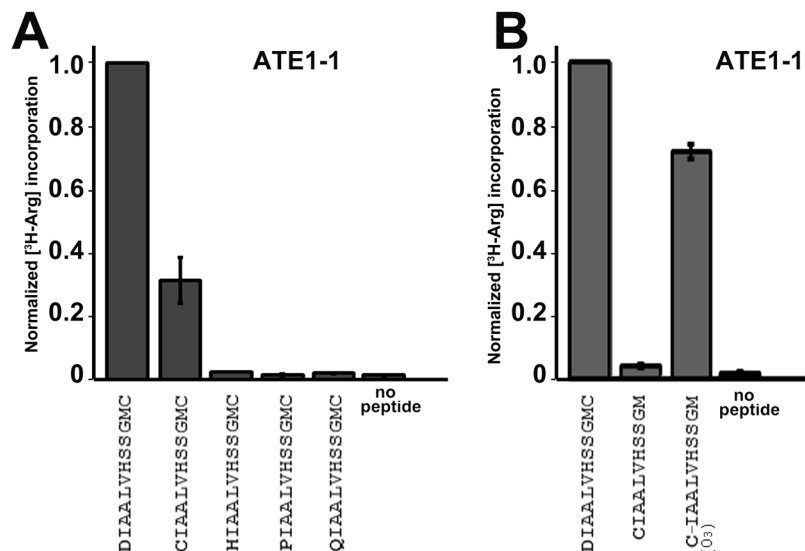 A
ATE1-1
Normalized [³H-Arg] incorporation
1.0
0.8
0.6
0.4
0.2
0
DIAALVHSSGMC
CIAALVHSSGMC
HIAALVHSSGMC
PIAALVHSSGMC
QIAALVHSSGMC
no
peptide
B
ATE1-1
Normalized [³H-Arg] incorporation
1.0
0.8
0.6
0.4
0.2
0
DIAALVHSSGMC
CIAALVHSSGM
C-IAALVHSSGM
O₃)
no
peptide